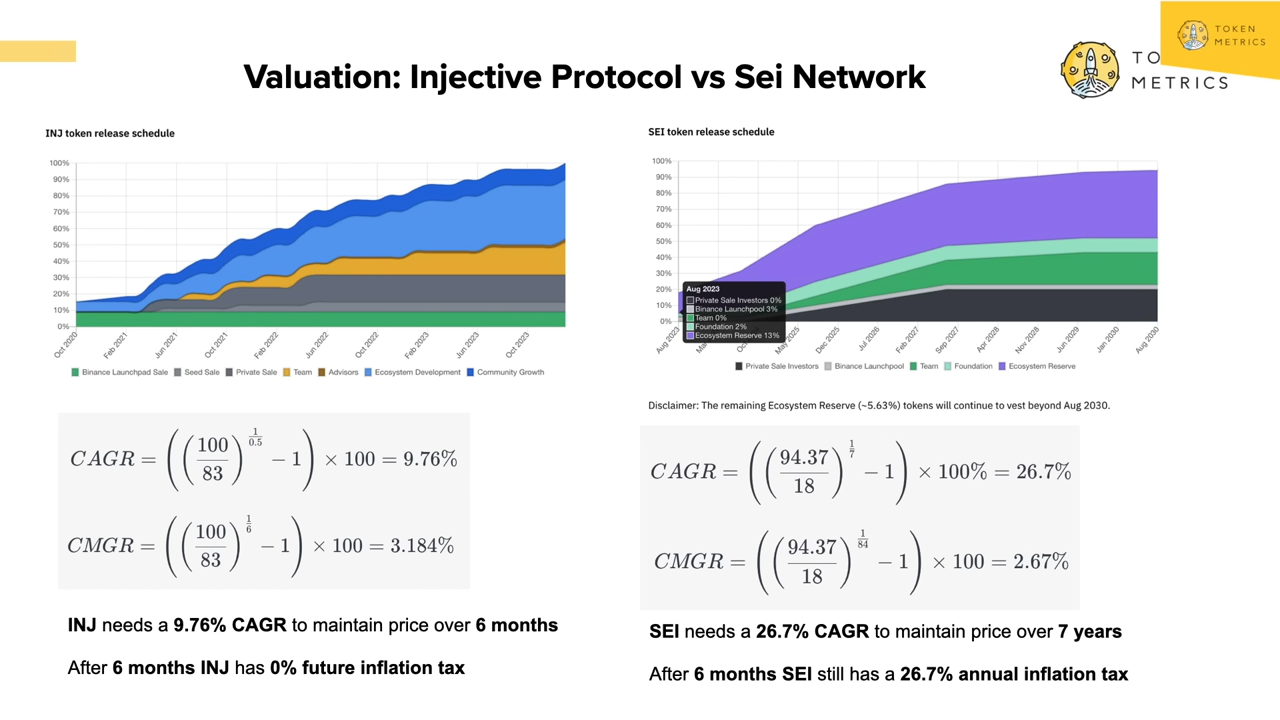 TOKEN
METRICS
TO
METRICS
Valuation: Injective Protocol vs Sei Network
INJ token release schedule
100%
90%
80%
70%
60%
50%
40%
30%
20%
10%
0%
Oct 2020
Feb 2021
Jun 2021
Oct 2021
Feb 2022
Jun 2022
Oct 2022
Feb 2023
Jun 2023
Oct 2023
Binance Launchpad Sale Seed Sale Private Sale Team Advisors Ecosystem Development Community Growth
CAGR = ((100/83)^(1/0.5) − 1) × 100 = 9.76%
CMGR = ((100/83)^(1/6) − 1) × 100 = 3.184%
INJ needs a 9.76% CAGR to maintain price over 6 months
After 6 months INJ has 0% future inflation tax
SEI token release schedule
100%
90%
80%
70%
60%
50%
40%
30%
20%
10%
0%
Aug 2023
Private Sale Investors 0%
Binance Launchpool 3%
Team 0%
Foundation 2%
Ecosystem Reserve 13%
Aug 2023
May 2025
Dec 2025
Jul 2026
Feb 2027
Sep 2027
Apr 2028
Nov 2028
Jun 2029
Jan 2030
Aug 2030
Private Sale Investors Binance Launchpool Team Foundation Ecosystem Reserve
Disclaimer: The remaining Ecosystem Reserve (~5.63%) tokens will continue to vest beyond Aug 2030.
CAGR = ((94.37/18)^(1/7) − 1) × 100% = 26.7%
CMGR = ((94.37/18)^(1/84) − 1) × 100 = 2.67%
SEI needs a 26.7% CAGR to maintain price over 7 years
After 6 months SEI still has a 26.7% annual inflation tax